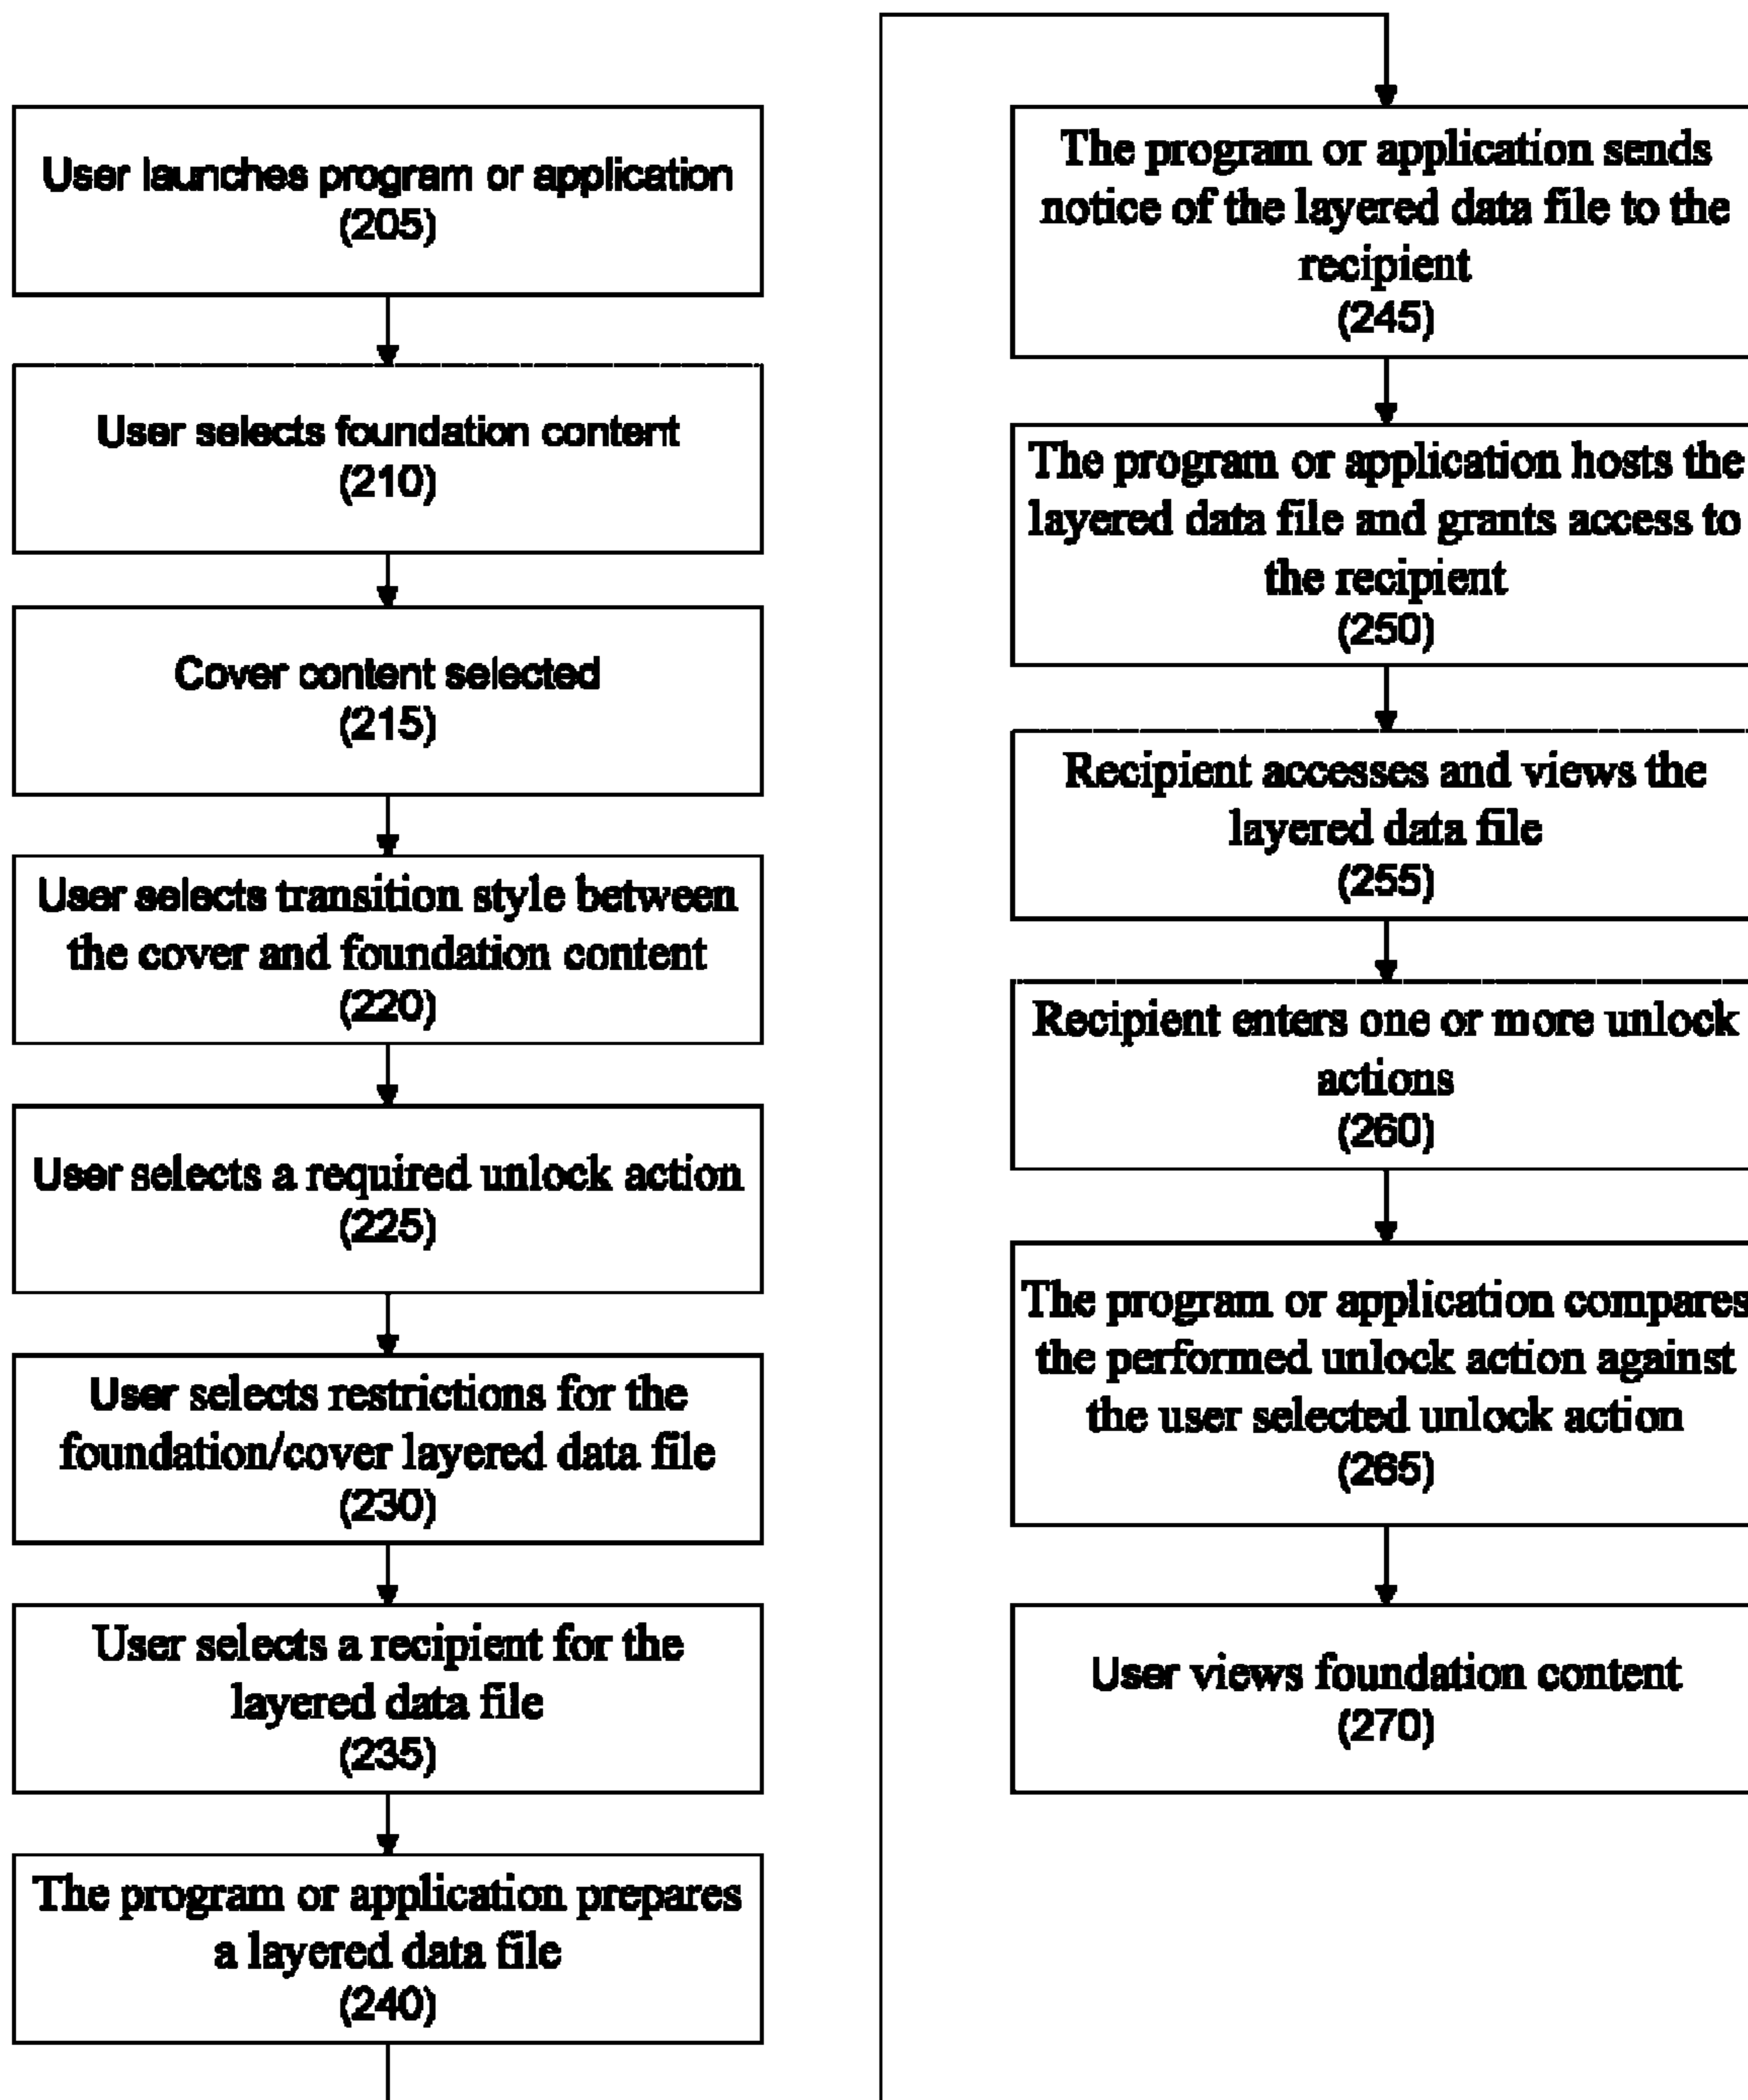 User launches program or application
(205)
User selects foundation content
(210)
Cover content selected
(215)
User selects transition style between
the cover and foundation content
(220)
User selects a required unlock action
(225)
User selects restrictions for the
foundation/cover layered data file
(230)
User selects a recipient for the
layered data file
(235)
The program or application prepares
a layered data file
(240)
The program or application sends
notice of the layered data file to the
recipient
(245)
The program or application hosts the
layered data file and grants access to
the recipient
(250)
Recipient accesses and views the
layered data file
(255)
Recipient enters one or more unlock
actions
(260)
The program or application compares
the performed unlock action against
the user selected unlock action
(265)
User views foundation content
(270)